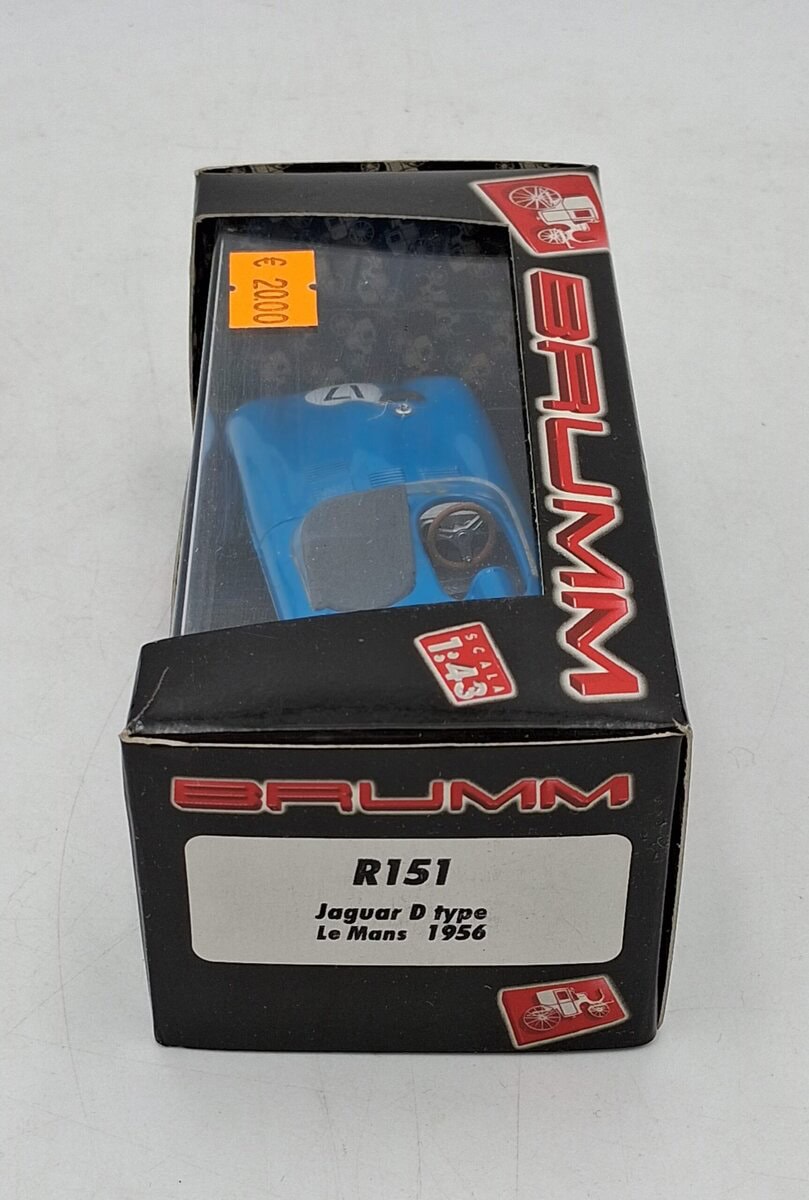 € 20.00
17
BRUMM
SCALA
1:43
BRUMM
R151
Jaguar D type
Le Mans 1956